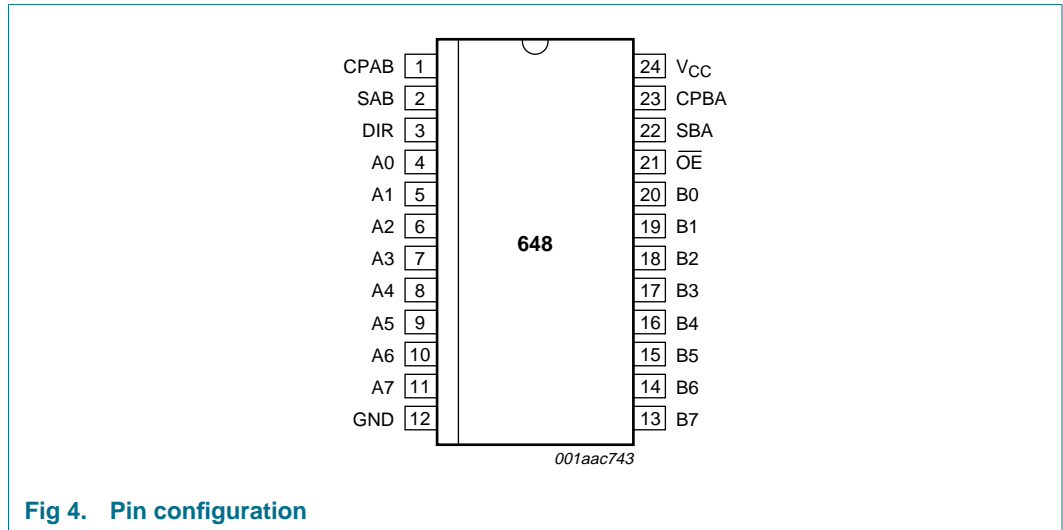 CPAB 1 24 VCC
SAB 2 23 CPBA
DIR 3 22 SBA
A0 4 21 O̅E̅
A1 5 20 B0
A2 6 19 B1
A3 7 648 18 B2
A4 8 17 B3
A5 9 16 B4
A6 10 15 B5
A7 11 14 B6
GND 12 13 B7
001aac743
Fig 4. Pin configuration